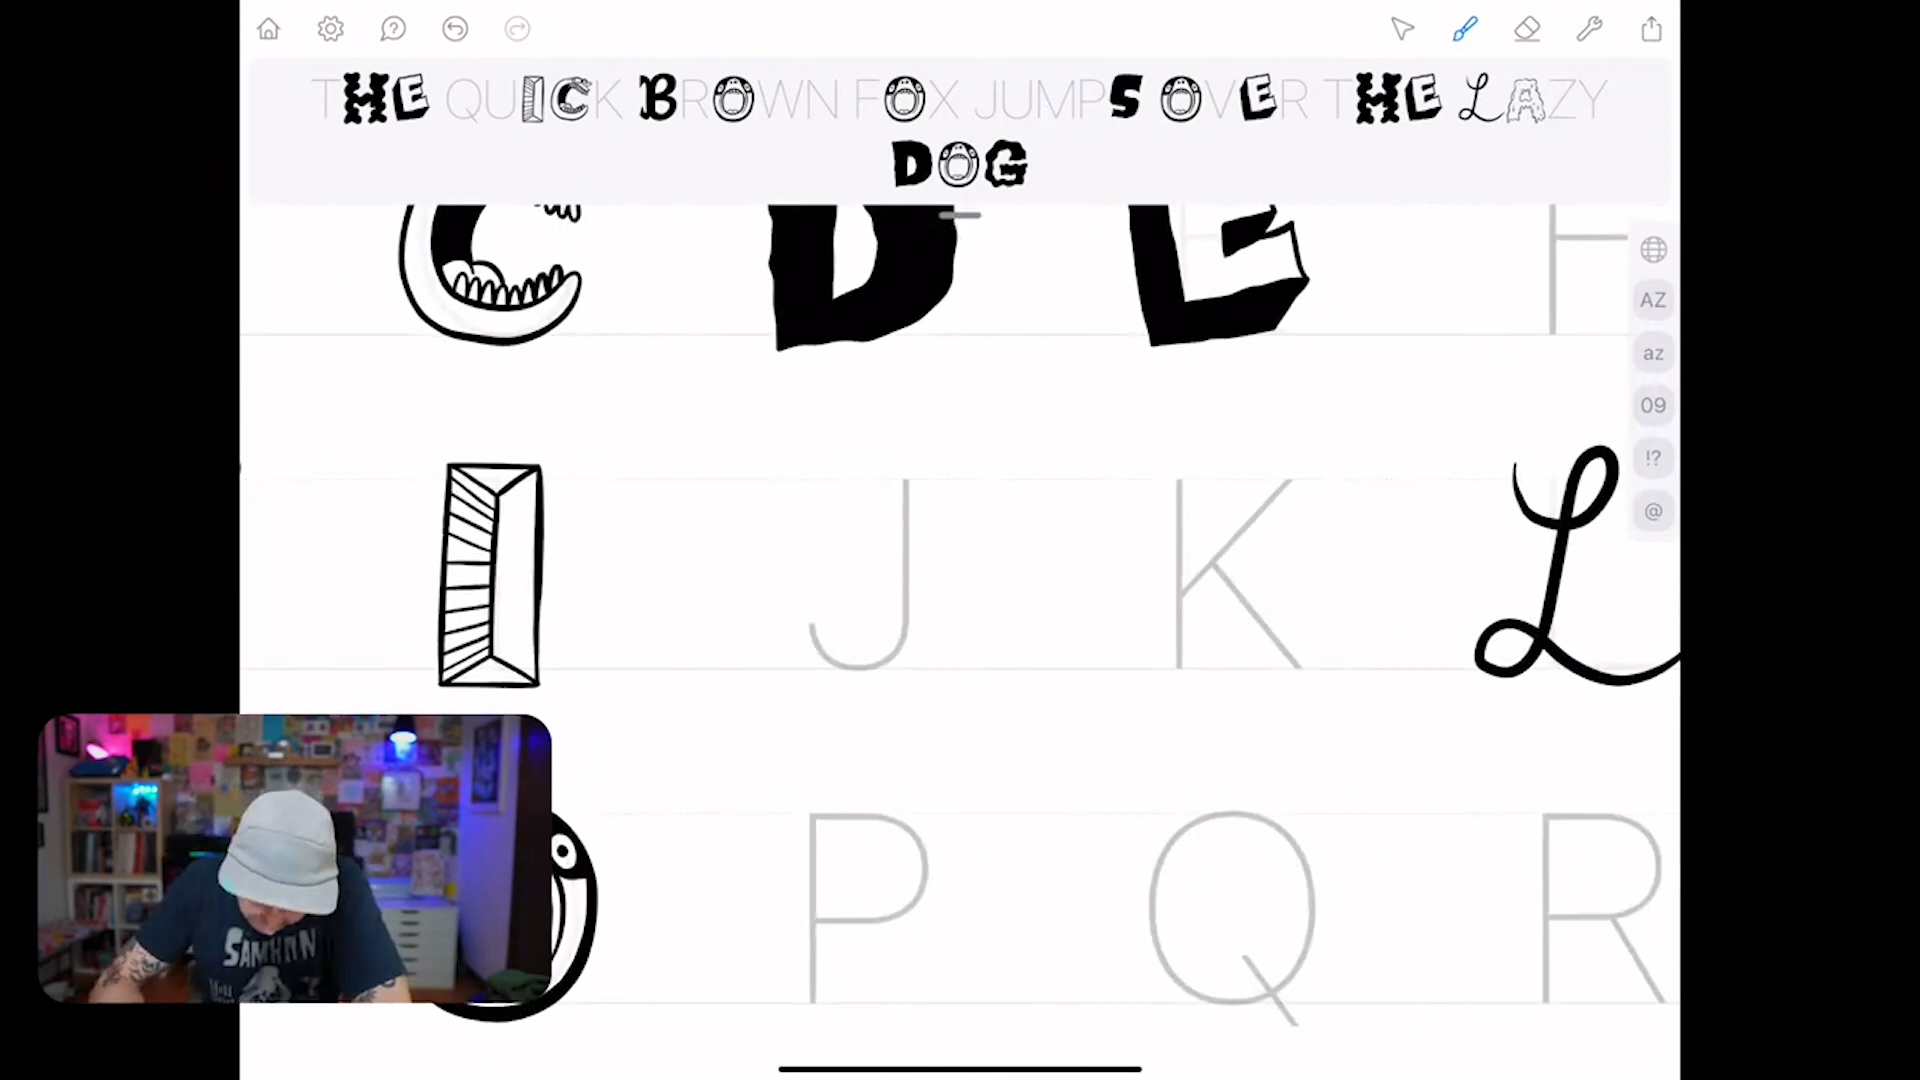 THE QUICK BROWN FOX JUMPS OVER THE LAZY
DOG
C D E F
AZ
az
09
!?
@
I J K L
O P Q R